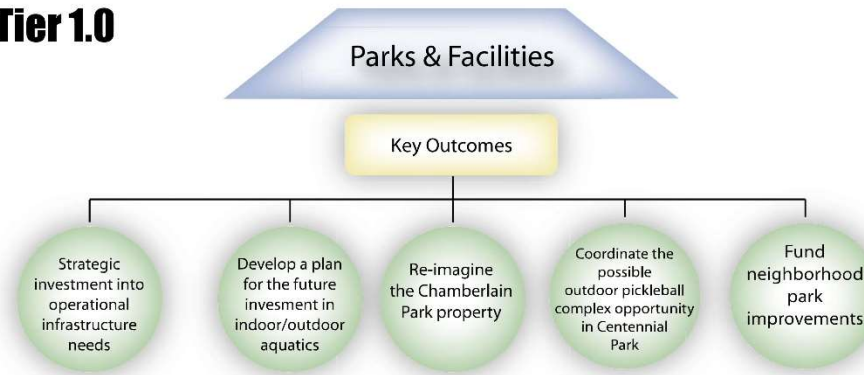 Tier 1.0
Parks & Facilities
Key Outcomes
Strategic
investment into
operational
infrastructure
needs
Develop a plan
for the future
invesment in
indoor/outdoor
aquatics
Re-imagine
the Chamberlain
Park property
Coordinate the
possible
outdoor pickleball
complex opportunity
in Centennial
Park
Fund
neighborhood
park
improvements